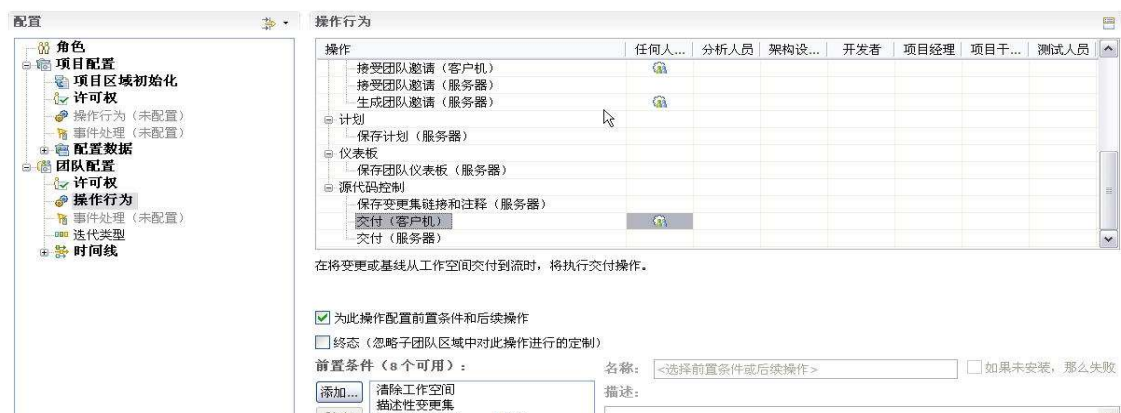 配置
角色
项目配置
项目区域初始化
许可权
操作行为（未配置）
事件处理（未配置）
配置数据
团队配置
许可权
操作行为
事件处理（未配置）
迭代类型
时间线
操作行为
操作 任何人... 分析人员 架构设... 开发者 项目经理 项目干... 测试人员
接受团队邀请（客户机）
接受团队邀请（服务器）
生成团队邀请（服务器）
计划
保存计划（服务器）
仪表板
保存团队仪表板（服务器）
源代码控制
保存变更集链接和注释（服务器）
交付（客户机）
交付（服务器）
在将变更或基线从工作空间交付到流时，将执行交付操作。
为此操作配置前置条件和后续操作
终态（忽略子团队区域中对此操作进行的定制）
前置条件（8个可用）：
添加...
清除工作空间
描述性变更集
名称： <选择前置条件或后续操作> 如果未安装，那么失败
描述：